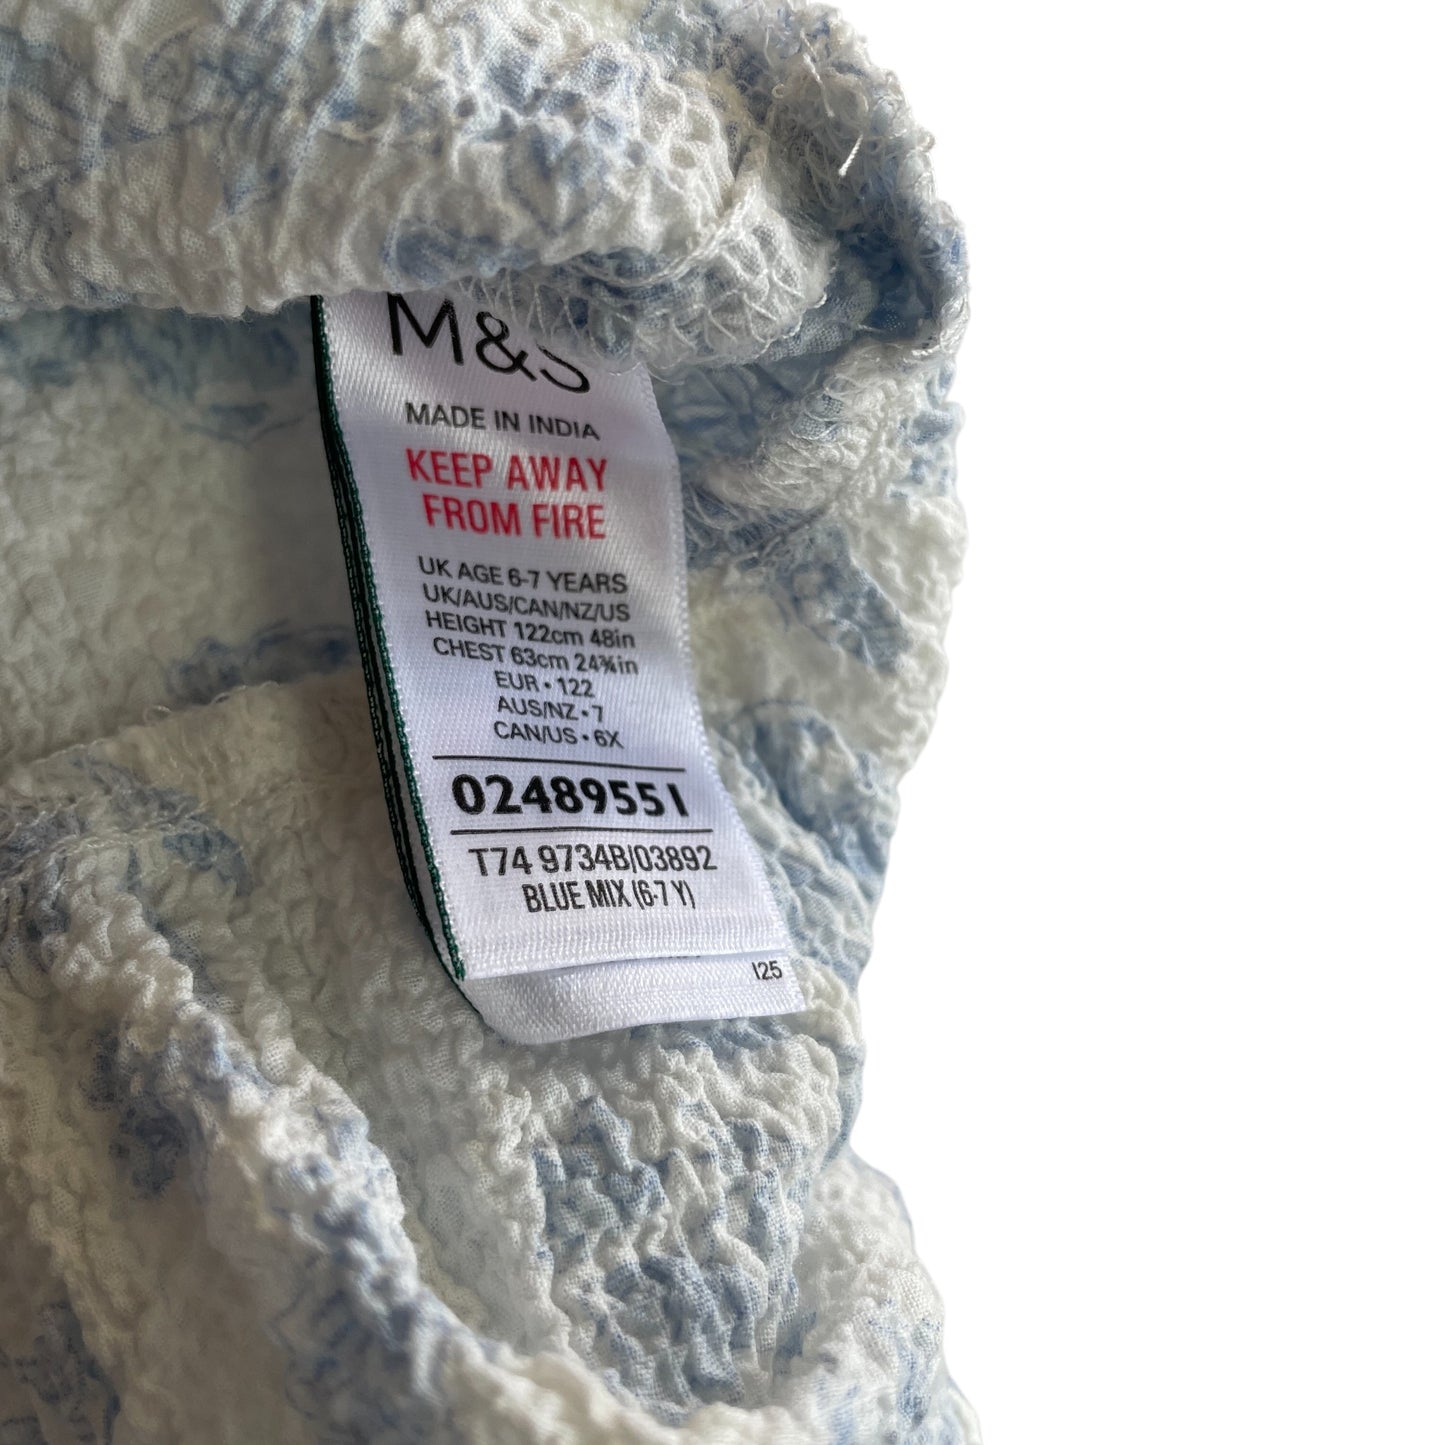 M&S
MADE IN INDIA
KEEP AWAY
FROM FIRE
UK AGE 6-7 YEARS
UK/AUS/CAN/NZ/US
HEIGHT 122cm 48in
CHEST 63cm 24¾in
EUR • 122
AUS/NZ • 7
CAN/US • 6X
02489551
T74 9734B/03892
BLUE MIX (6-7 Y)
I25